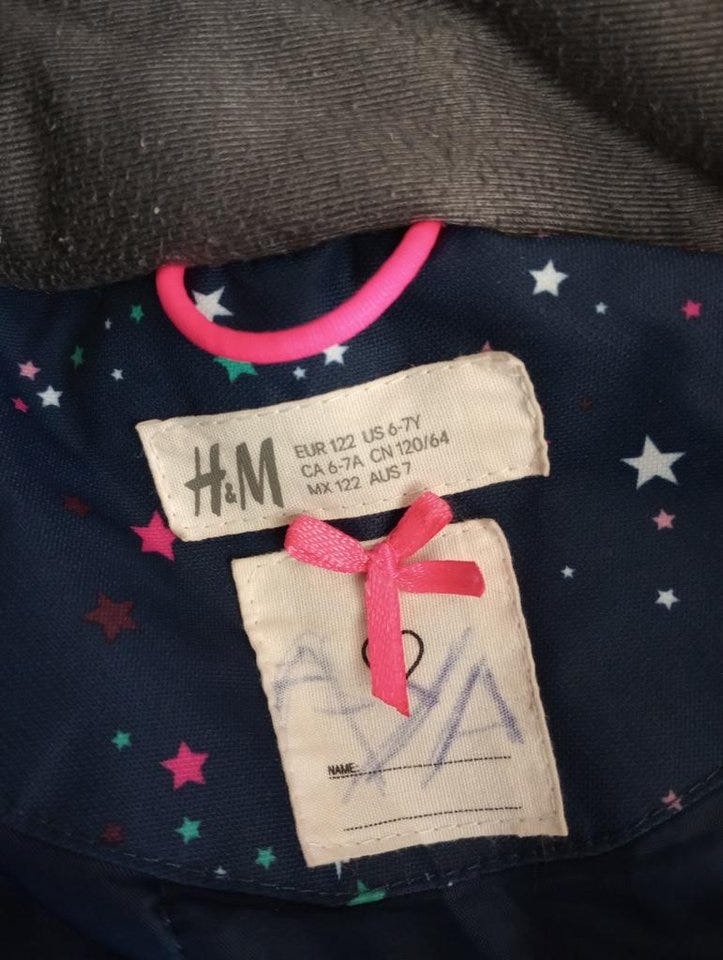 H&M
EUR 122 US 6-7Y
CA 6-7A CN 120/64
MX 122 AUS 7
NAME: